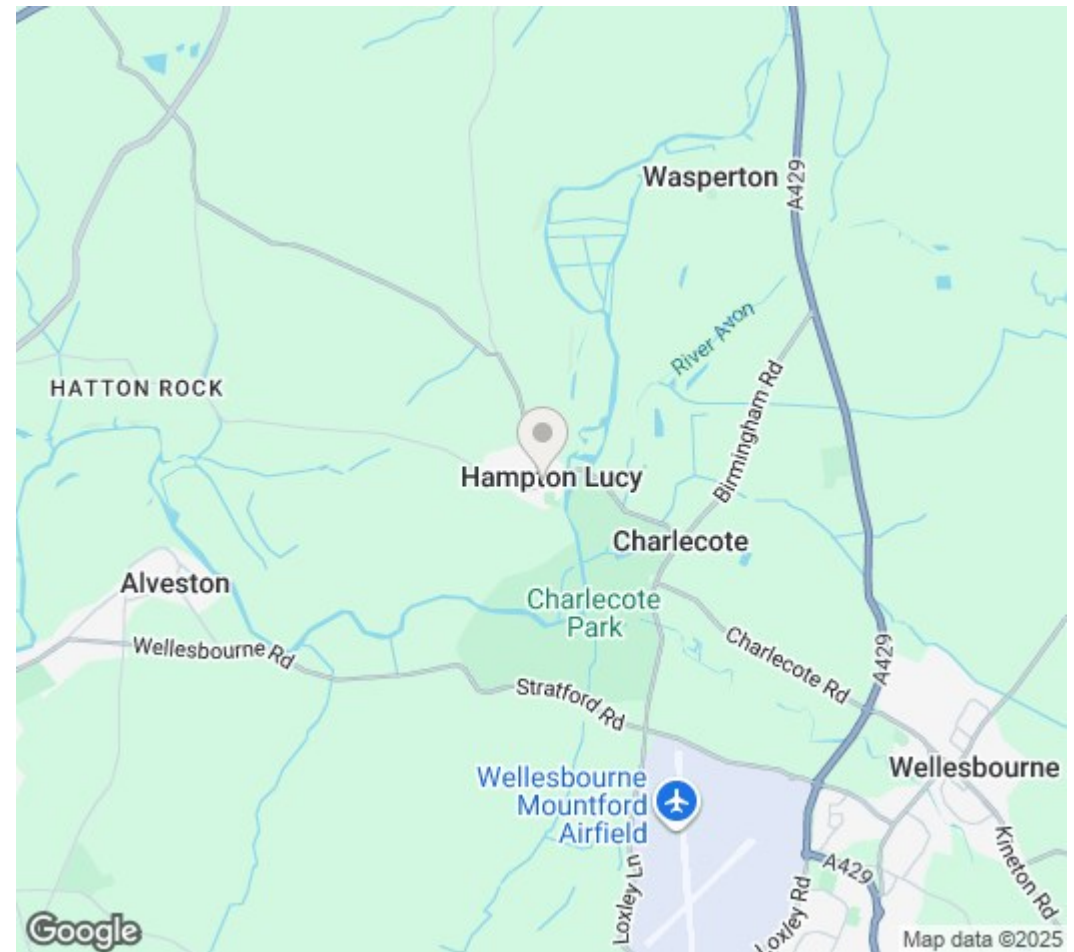 Wasperton
A429
River Avon
HATTON ROCK
Birmingham Rd
Hampton Lucy
Charlecote
Alveston
Charlecote
Park
Wellesbourne Rd
Charlecote Rd
A429
Stratford Rd
Wellesbourne
Wellesbourne
Mountford
Airfield
Kineton Rd
A429
Loxley Ln
Loxley Rd
Google
Map data ©2025